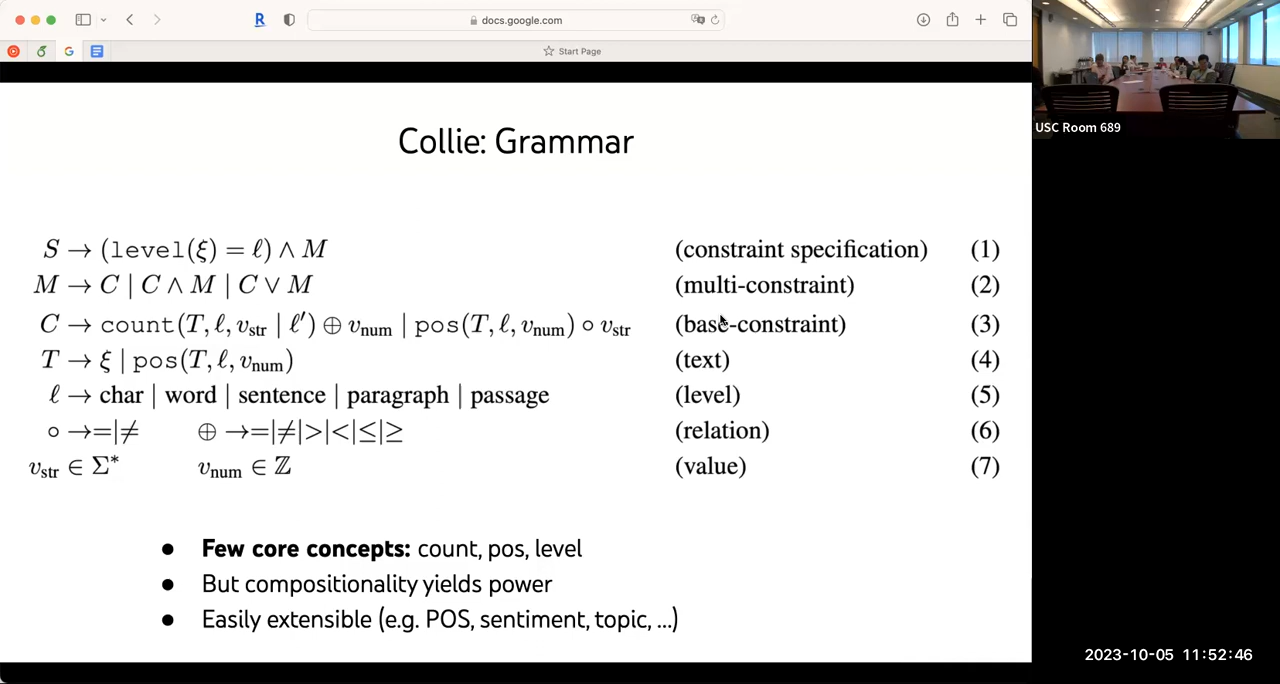 docs.google.com
Start Page
USC Room 689
Collie: Grammar
S → (level(ξ) = ℓ) ∧ M (constraint specification) (1)
M → C | C ∧ M | C ∨ M (multi-constraint) (2)
C → count(T, ℓ, v_str | ℓ′) ⊕ v_num | pos(T, ℓ, v_num) ∘ v_str (base-constraint) (3)
T → ξ | pos(T, ℓ, v_num) (text) (4)
ℓ → char | word | sentence | paragraph | passage (level) (5)
∘ →=|≠ ⊕ →=|≠|>|<|≤|≥ (relation) (6)
v_str ∈ Σ* v_num ∈ ℤ (value) (7)
● Few core concepts: count, pos, level
● But compositionality yields power
● Easily extensible (e.g. POS, sentiment, topic, ...)
2023-10-05 11:52:46